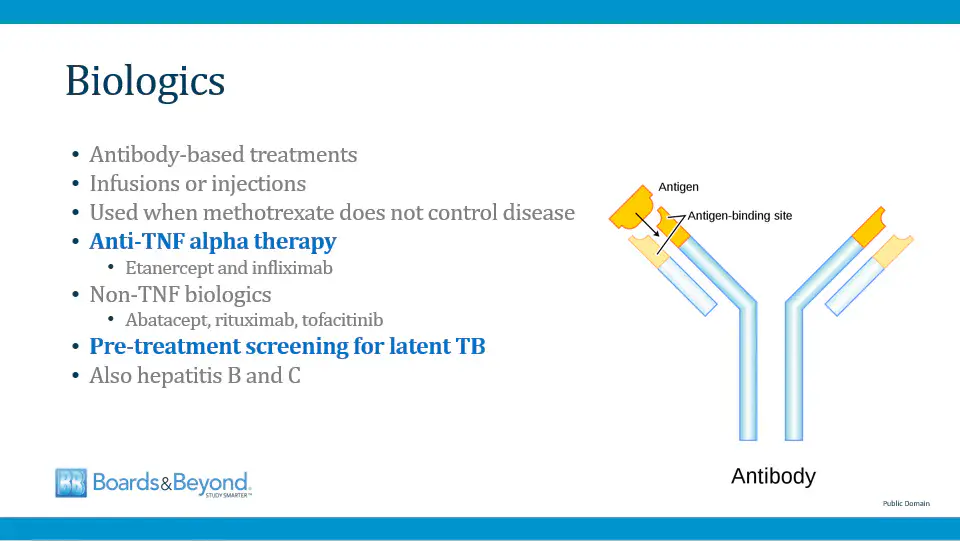 Biologics
• Antibody-based treatments
• Infusions or injections
• Used when methotrexate does not control disease
• Anti-TNF alpha therapy
• Etanercept and infliximab
• Non-TNF biologics
• Abatacept, rituximab, tofacitinib
• Pre-treatment screening for latent TB
• Also hepatitis B and C
Antigen
Antigen-binding site
Antibody
BB Boards&Beyond®
STUDY SMARTER™
Public Domain